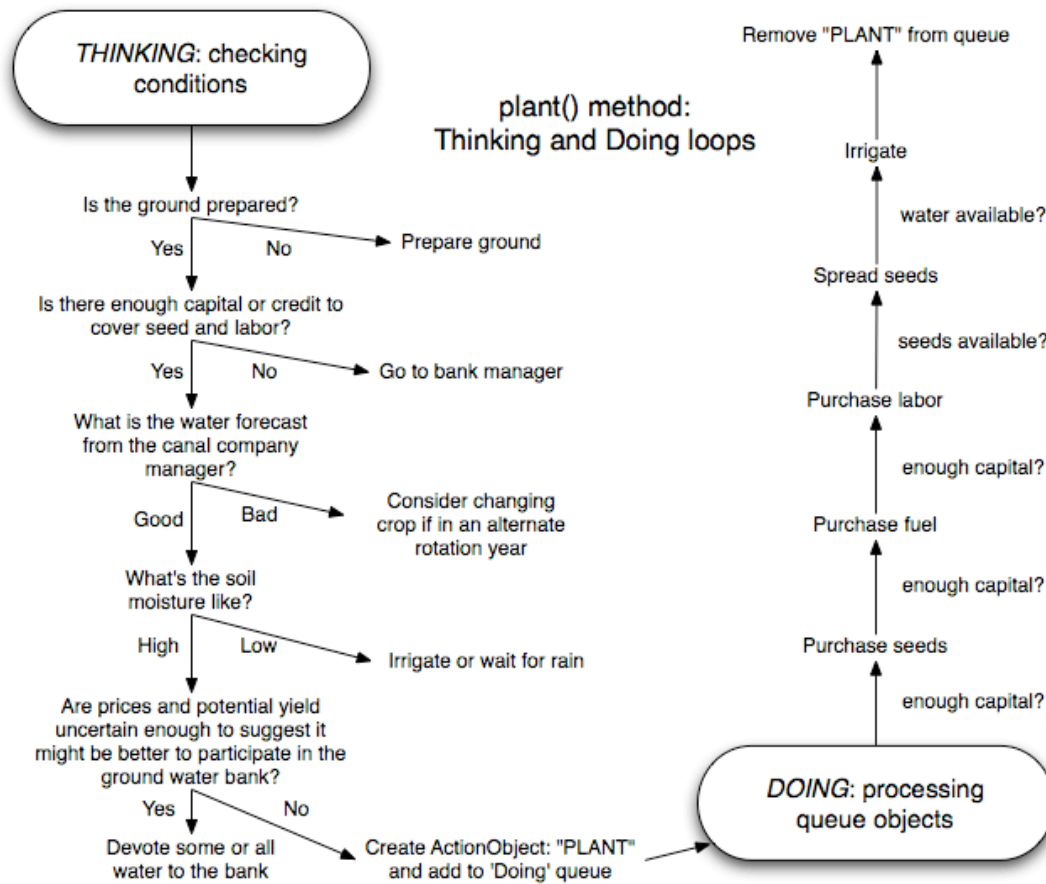 THINKING: checking
conditions
plant() method:
Thinking and Doing loops
Is the ground prepared?
Yes
No
Prepare ground
Is there enough capital or credit to
cover seed and labor?
Yes
No
Go to bank manager
What is the water forecast
from the canal company
manager?
Good
Bad
Consider changing
crop if in an alternate
rotation year
What's the soil
moisture like?
High
Low
Irrigate or wait for rain
Are prices and potential yield
uncertain enough to suggest it
might be better to participate in the
ground water bank?
Yes
No
Devote some or all
water to the bank
Create ActionObject: "PLANT"
and add to 'Doing' queue
DOING: processing
queue objects
enough capital?
Purchase seeds
enough capital?
Purchase fuel
enough capital?
Purchase labor
seeds available?
Spread seeds
water available?
Irrigate
Remove "PLANT" from queue